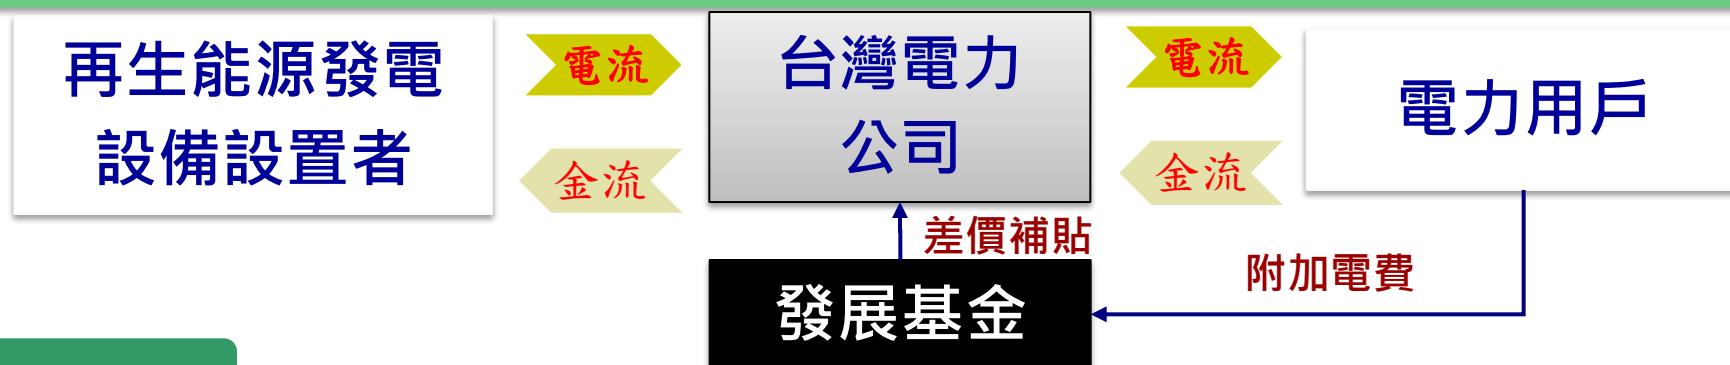 再生能源發電
設備設置者
電流
金流
台灣電力
公司
電流
金流
電力用戶
差價補貼
附加電費
發展基金